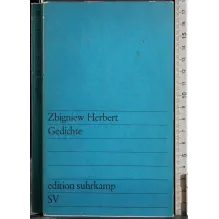 Zbigniew Herbert
Gedichte
edition suhrkamp
SV